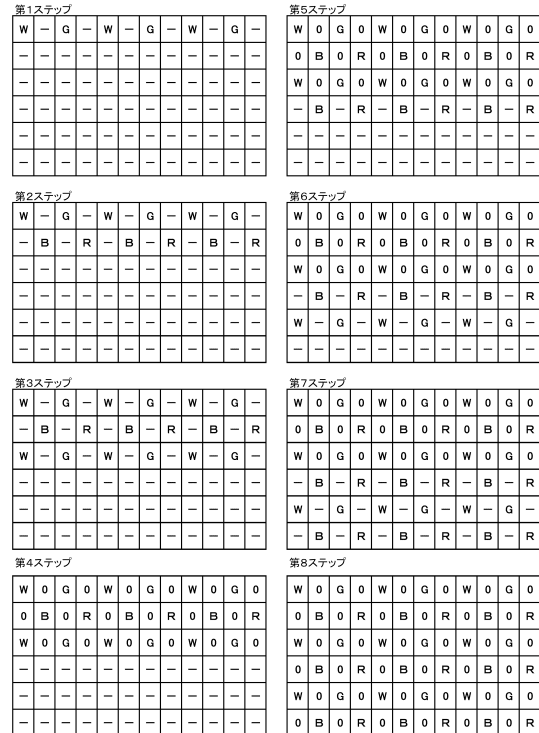 第1ステップ
W − G − W − G − W − G −
− − − − − − − − − − − −
− − − − − − − − − − − −
− − − − − − − − − − − −
− − − − − − − − − − − −
− − − − − − − − − − − −
第2ステップ
W − G − W − G − W − G −
− B − R − B − R − B − R
− − − − − − − − − − − −
− − − − − − − − − − − −
− − − − − − − − − − − −
− − − − − − − − − − − −
第3ステップ
W − G − W − G − W − G −
− B − R − B − R − B − R
W − G − W − G − W − G −
− − − − − − − − − − − −
− − − − − − − − − − − −
− − − − − − − − − − − −
第4ステップ
W 0 G 0 W 0 G 0 W 0 G 0
0 B 0 R 0 B 0 R 0 B 0 R
W 0 G 0 W 0 G 0 W 0 G 0
− − − − − − − − − − − −
− − − − − − − − − − − −
− − − − − − − − − − − −
第5ステップ
W 0 G 0 W 0 G 0 W 0 G 0
0 B 0 R 0 B 0 R 0 B 0 R
W 0 G 0 W 0 G 0 W 0 G 0
− B − R − B − R − B − R
− − − − − − − − − − − −
− − − − − − − − − − − −
第6ステップ
W 0 G 0 W 0 G 0 W 0 G 0
0 B 0 R 0 B 0 R 0 B 0 R
W 0 G 0 W 0 G 0 W 0 G 0
− B − R − B − R − B − R
W − G − W − G − W − G −
− − − − − − − − − − − −
第7ステップ
W 0 G 0 W 0 G 0 W 0 G 0
0 B 0 R 0 B 0 R 0 B 0 R
W 0 G 0 W 0 G 0 W 0 G 0
− B − R − B − R − B − R
W − G − W − G − W − G −
− B − R − B − R − B − R
第8ステップ
W 0 G 0 W 0 G 0 W 0 G 0
0 B 0 R 0 B 0 R 0 B 0 R
W 0 G 0 W 0 G 0 W 0 G 0
0 B 0 R 0 B 0 R 0 B 0 R
W 0 G 0 W 0 G 0 W 0 G 0
0 B 0 R 0 B 0 R 0 B 0 R